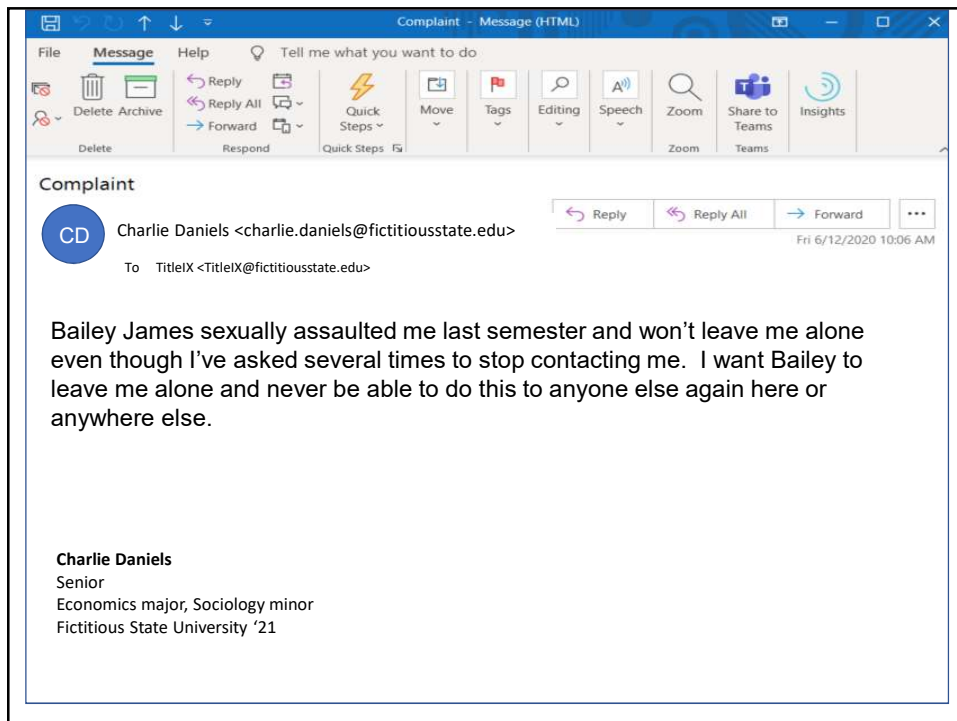 Complaint - Message (HTML)
File Message Help Tell me what you want to do
Delete Archive
Reply
Reply All
Forward
Quick Steps
Move
Tags
Editing
Speech
Zoom
Share to Teams
Insights
Delete Respond Quick Steps Zoom Teams
Complaint
Reply Reply All Forward
CD
Charlie Daniels <charlie.daniels@fictitiousstate.edu>
Fri 6/12/2020 10:06 AM
To TitleIX <TitleIX@fictitiousstate.edu>
Bailey James sexually assaulted me last semester and won’t leave me alone
even though I’ve asked several times to stop contacting me.  I want Bailey to
leave me alone and never be able to do this to anyone else again here or
anywhere else.
Charlie Daniels
Senior
Economics major, Sociology minor
Fictitious State University ‘21